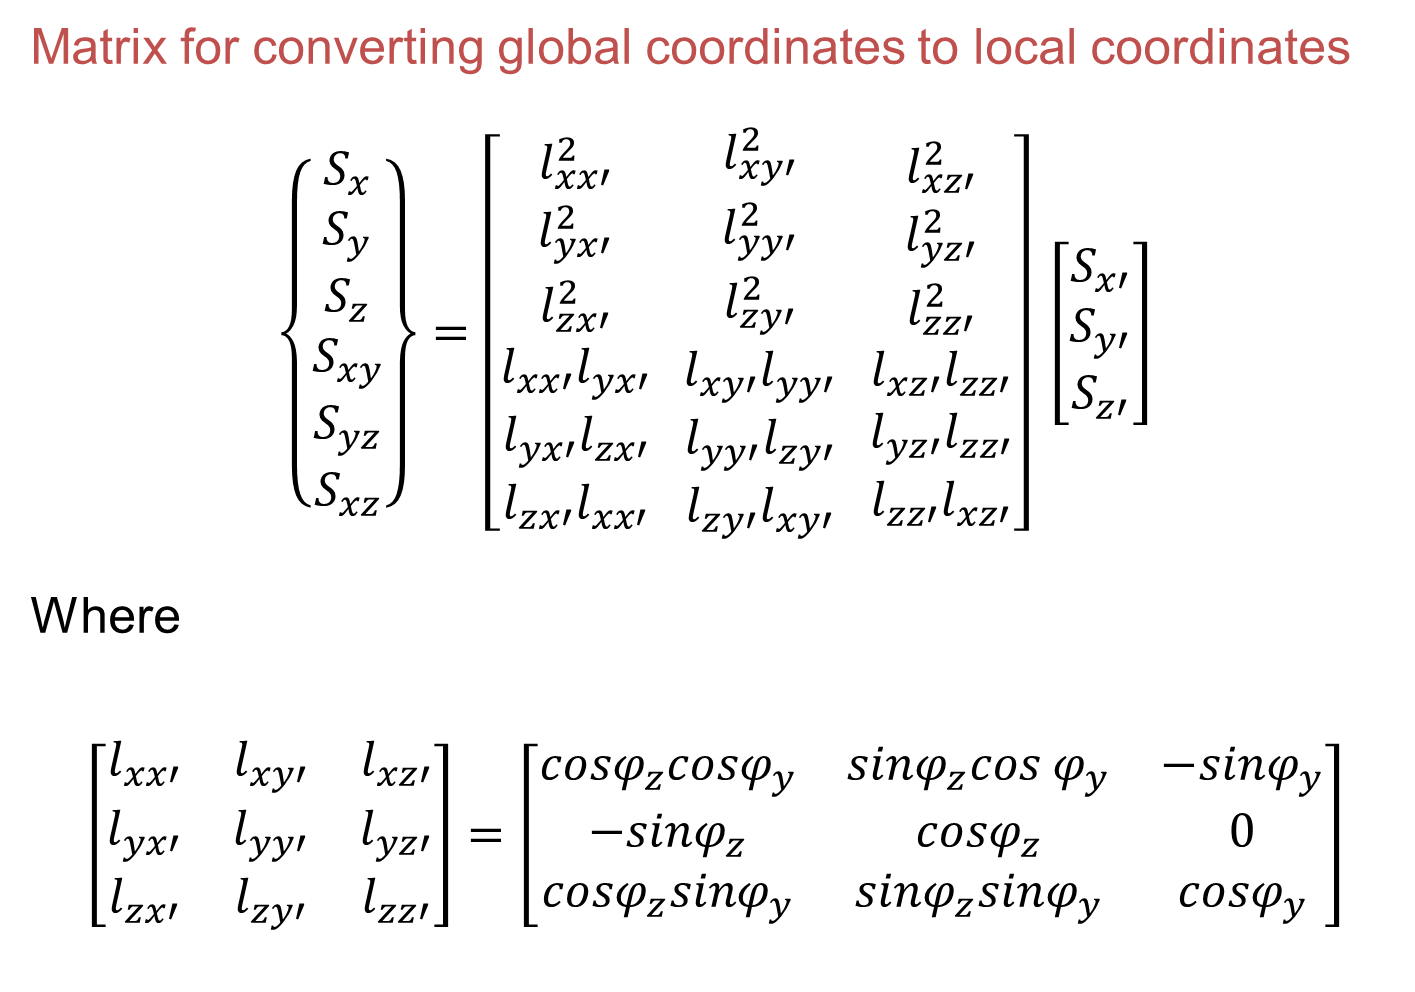 Matrix for converting global coordinates to local coordinates
{S_x S_y S_z S_xy S_yz S_xz} = [
l²_xx′ l²_xy′ l²_xz′
l²_yx′ l²_yy′ l²_yz′
l²_zx′ l²_zy′ l²_zz′
l_xx′l_yx′ l_xy′l_yy′ l_xz′l_zz′
l_yx′l_zx′ l_yy′l_zy′ l_yz′l_zz′
l_zx′l_xx′ l_zy′l_xy′ l_zz′l_xz′
] [S_x′ S_y′ S_z′]
Where
[l_xx′ l_xy′ l_xz′] = [cosφ_zcosφ_y sinφ_zcos φ_y −sinφ_y]
[l_yx′ l_yy′ l_yz′] = [−sinφ_z cosφ_z 0]
[l_zx′ l_zy′ l_zz′] = [cosφ_zsinφ_y sinφ_zsinφ_y cosφ_y]